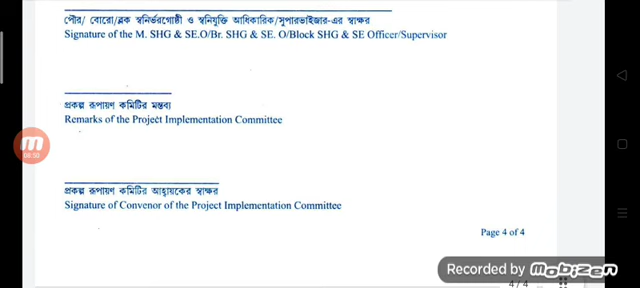 পৌর/ বোরো/ব্লক স্বনির্ভরগোষ্ঠী ও স্বনিযুক্তি আধিকারিক/সুপারভাইজার-এর স্বাক্ষর
Signature of the M. SHG & SE.O/Br. SHG & SE. O/Block SHG & SE Officer/Supervisor
প্রকল্প রূপায়ণ কমিটির মন্তব্য
Remarks of the Project Implementation Committee
প্রকল্প রূপায়ণ কমিটির আহ্বায়কের স্বাক্ষর
Signature of Convenor of the Project Implementation Committee
Page 4 of 4
Recorded by Mobizen
4 / 4
00:00